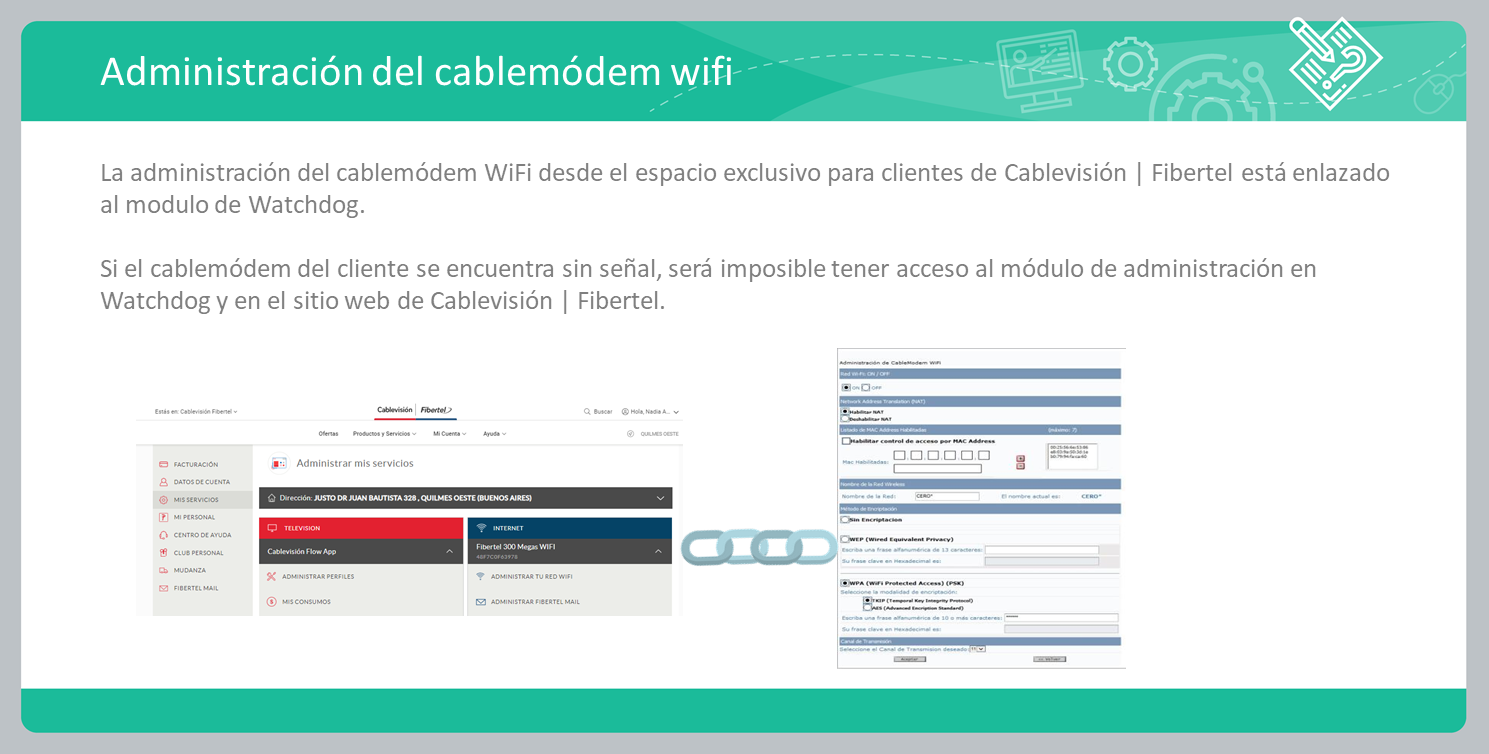 Administración del cablemódem wifi
La administración del cablemódem WiFi desde el espacio exclusivo para clientes de Cablevisión | Fibertel está enlazado
al modulo de Watchdog.
Si el cablemódem del cliente se encuentra sin señal, será imposible tener acceso al módulo de administración en
Watchdog y en el sitio web de Cablevisión | Fibertel.
Estás en: Cablevisión Fibertel
Cablevisión | Fibertel
Buscar
Hola, Nadia A...
Ofertas
Productos y Servicios
Mi Cuenta
Ayuda
QUILMES OESTE
FACTURACIÓN
DATOS DE CUENTA
MIS SERVICIOS
MI PERSONAL
CENTRO DE AYUDA
CLUB PERSONAL
MUDANZA
FIBERTEL MAIL
Administrar mis servicios
Dirección: JUSTO DR JUAN BAUTISTA 328 , QUILMES OESTE (BUENOS AIRES)
TELEVISION
Cablevisión Flow App
ADMINISTRAR PERFILES
MIS CONSUMOS
INTERNET
Fibertel 300 Megas WIFI
ADMINISTRAR TU RED WIFI
ADMINISTRAR FIBERTEL MAIL
Administración de CableModem WiFi
Red Wi-Fi: ON / OFF
ON OFF
Network Address Translation (NAT)
Habilitar NAT
Deshabilitar NAT
Listado de MAC Address Habilitadas (máximo: 7)
Habilitar control de acceso por MAC Address
Mac Habilitadas:
Nombre de la Red Wireless
Nombre de la Red: CERO* El nombre actual es: CERO*
Método de Encriptación
Sin Encriptacion
WEP (Wired Equivalent Privacy)
Escriba una frase alfanumérica de 13 caracteres:
Su frase clave en Hexadecimal es:
WPA (WiFi Protected Access) (PSK)
Seleccione la modalidad de encriptación:
TKIP (Temporal Key Integrity Protocol)
AES (Advanced Encription Standard)
Escriba una frase alfanumérica de 10 o más caracteres:
Su frase clave en Hexadecimal es:
Canal de Transmisión
Seleccione el Canal de Transmision deseado: 11
Aceptar << Volver